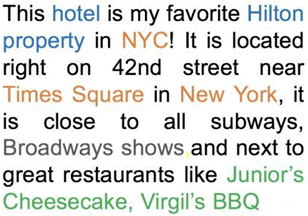 This hotel is my favorite Hilton
property in NYC! It is located
right on 42nd street near
Times Square in New York, it
is close to all subways,
Broadways shows,and next to
great restaurants like Junior’s
Cheesecake, Virgil’s BBQ